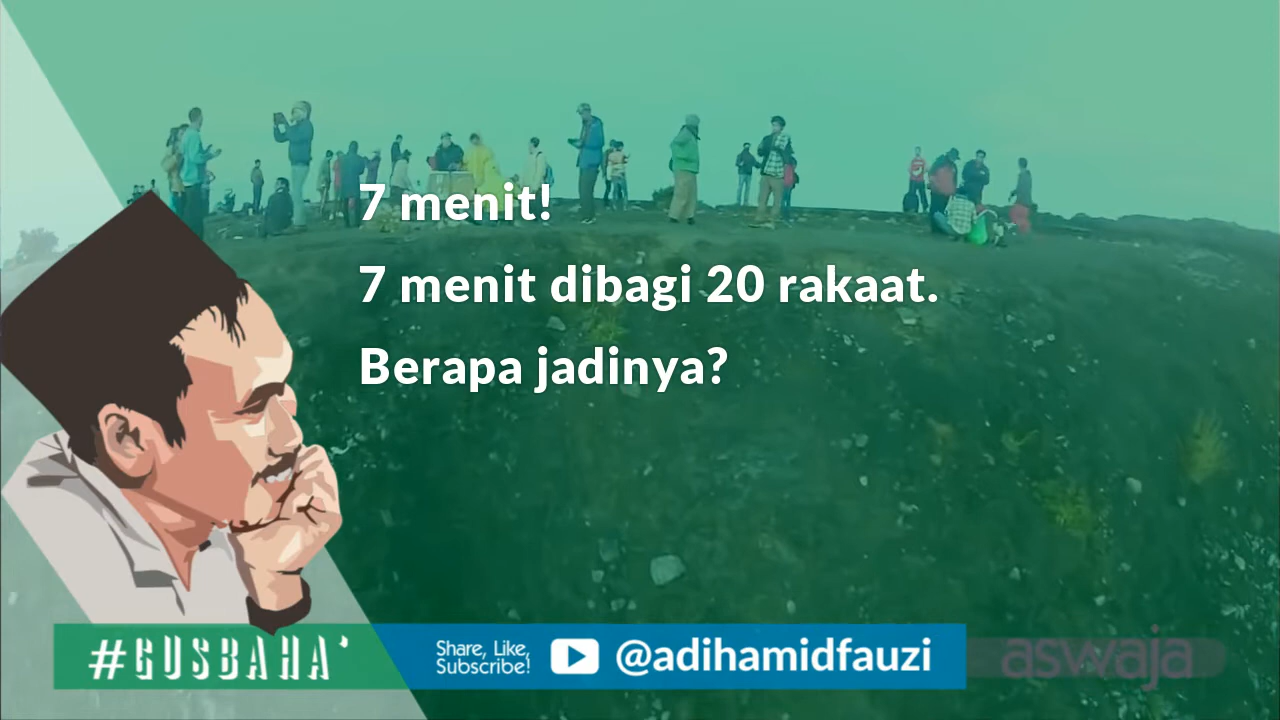 7 menit!
7 menit dibagi 20 rakaat.
Berapa jadinya?
#GUSBAHA'
Share, Like,
Subscribe!
@adihamidfauzi
aswaja